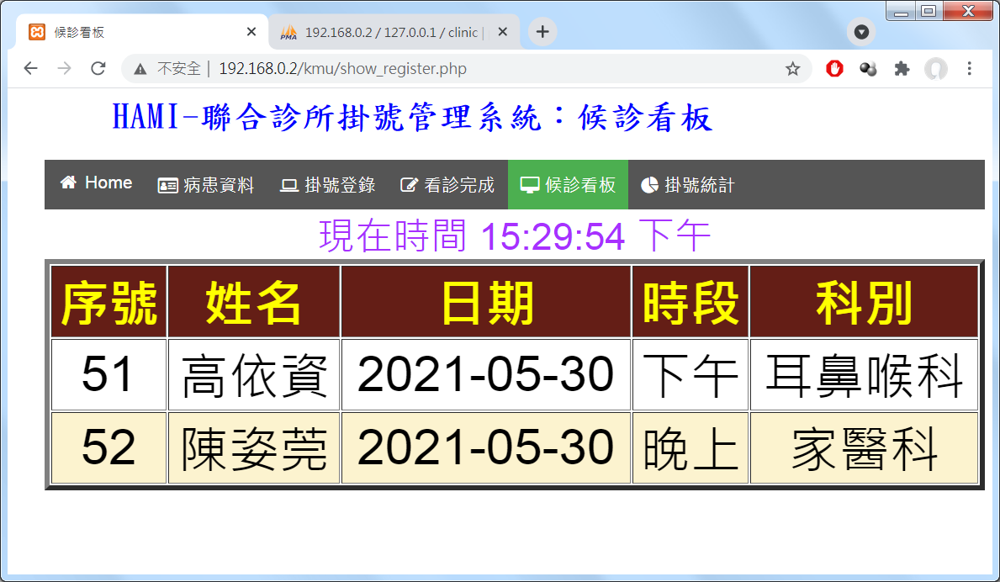 候診看板
PMA 192.168.0.2 / 127.0.0.1 / clinic |
不安全 | 192.168.0.2/kmu/show_register.php
HAMI-聯合診所掛號管理系統：候診看板
Home 病患資料 掛號登錄 看診完成 候診看板 掛號統計
現在時間 15:29:54 下午
序號 姓名 日期 時段 科別
51 高依資 2021-05-30 下午 耳鼻喉科
52 陳姿莞 2021-05-30 晚上 家醫科